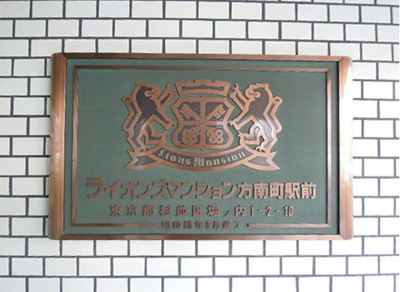 Lions Mansion
ライオンズマンション方南町駅前
東京都杉並区堀ノ内1-2-10